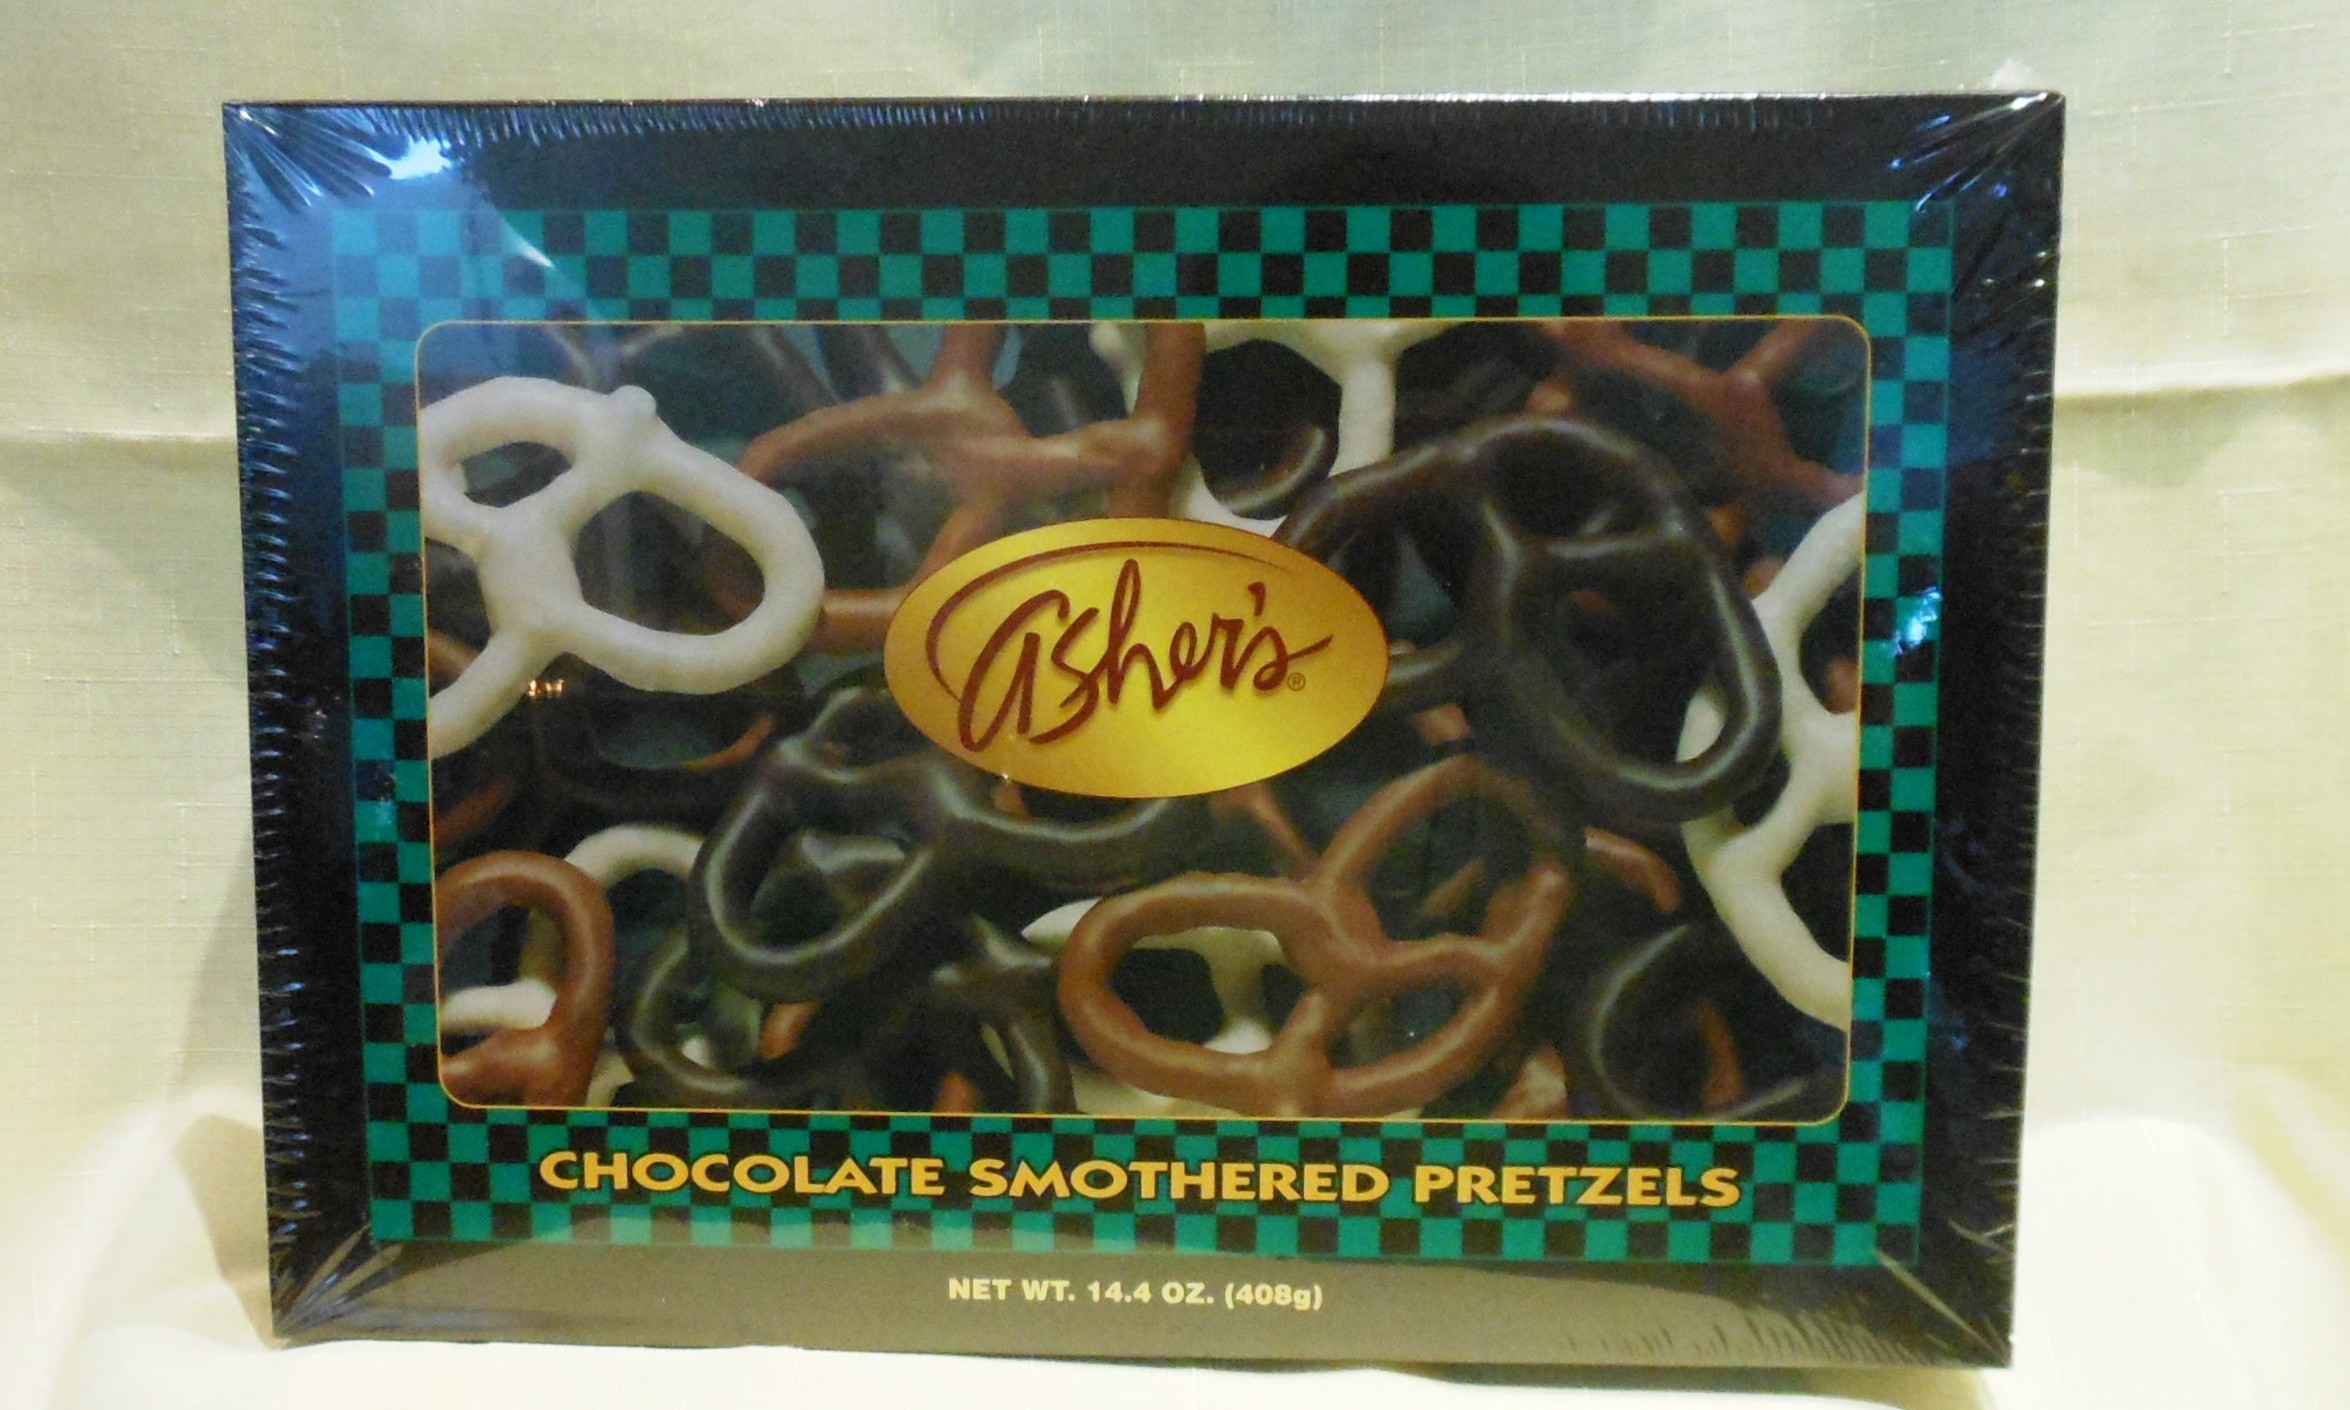 Asher's®
CHOCOLATE SMOTHERED PRETZELS
NET WT. 14.4 OZ. (408g)